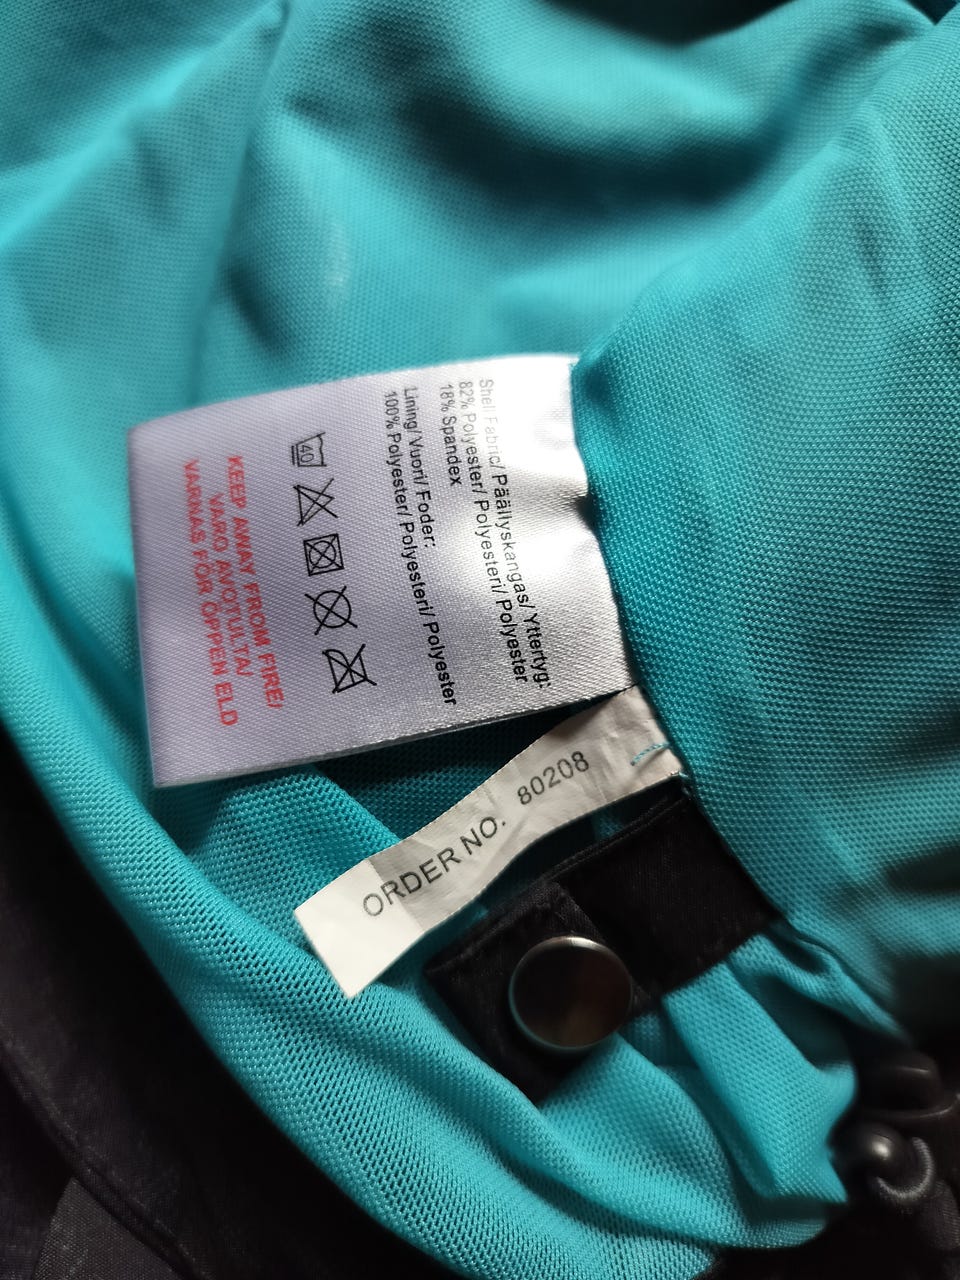 Shell Fabric/ Päällyskangas/ Yttertyg:
82% Polyester/ Polyesteri/ Polyester
18% Spandex
Lining/ Vuori/ Foder:
100% Polyester/ Polyesteri/ Polyester
40
KEEP AWAY FROM FIRE/
VARO AVOTULTA/
VARNAS FÖR ÖPPEN ELD
ORDER NO. 80208